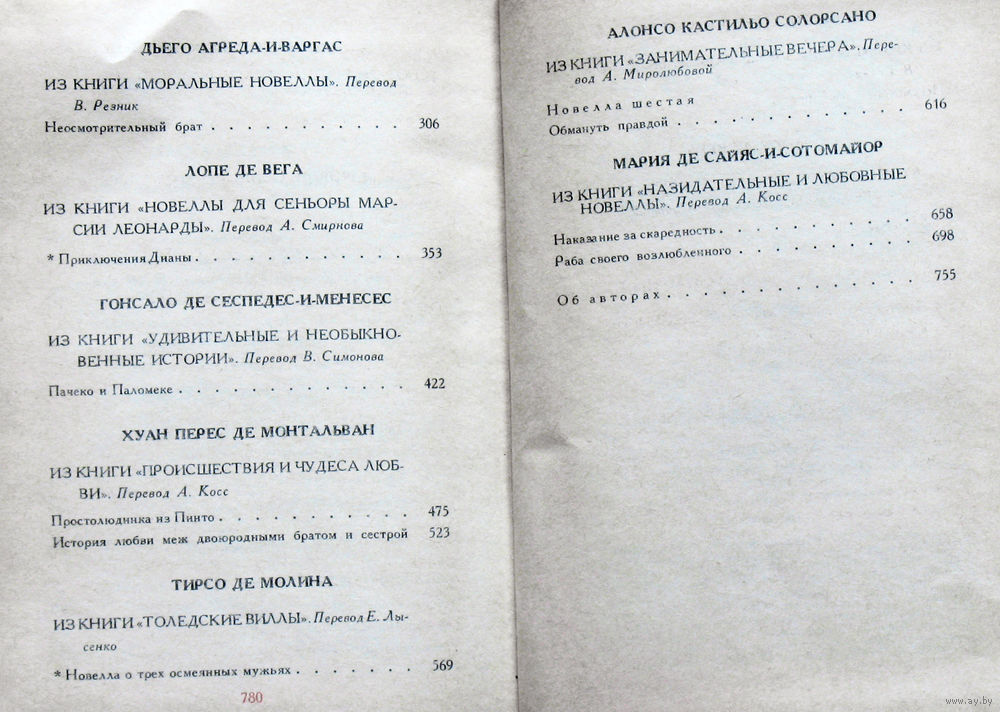 ДЬЕГО АГРЕДА-И-ВАРГАС
ИЗ КНИГИ «МОРАЛЬНЫЕ НОВЕЛЛЫ». Перевод
В. Резник
Неосмотрительный брат . . . . . . . . . . 306
ЛОПЕ ДЕ ВЕГА
ИЗ КНИГИ «НОВЕЛЛЫ ДЛЯ СЕНЬОРЫ МАР-
СИИ ЛЕОНАРДЫ». Перевод А. Смирнова
* Приключения Дианы . . . . . . . . . . . 353
ГОНСАЛО ДЕ СЕСПЕДЕС-И-МЕНЕСЕС
ИЗ КНИГИ «УДИВИТЕЛЬНЫЕ И НЕОБЫКНО-
ВЕННЫЕ ИСТОРИИ». Перевод В. Симонова
Пачеко и Паломеке . . . . . . . . . . . . 422
ХУАН ПЕРЕС ДЕ МОНТАЛЬВАН
ИЗ КНИГИ «ПРОИСШЕСТВИЯ И ЧУДЕСА ЛЮБ-
ВИ». Перевод А. Косс
Простолюдинка из Пинто . . . . . . . . . . 475
История любви меж двоюродными братом и сестрой 523
ТИРСО ДЕ МОЛИНА
ИЗ КНИГИ «ТОЛЕДСКИЕ ВИЛЛЫ». Перевод Е. Лы-
сенко
* Новелла о трех осмеянных мужьях . . . . . . 569
780
АЛОНСО КАСТИЛЬО СОЛОРСАНО
ИЗ КНИГИ «ЗАНИМАТЕЛЬНЫЕ ВЕЧЕРА». Пере-
вод А. Миролюбовой
Новелла шестая
Обмануть правдой . . . . . . . . . . . . 616
МАРИЯ ДЕ САЙЯС-И-СОТОМАЙОР
ИЗ КНИГИ «НАЗИДАТЕЛЬНЫЕ И ЛЮБОВНЫЕ
НОВЕЛЛЫ». Перевод А. Косс
Наказание за скаредность . . . . . . . . . . 658
Раба своего возлюбленного . . . . . . . . . 698
Об авторах . . . . . . . . . . . . . 755
www.ay.by